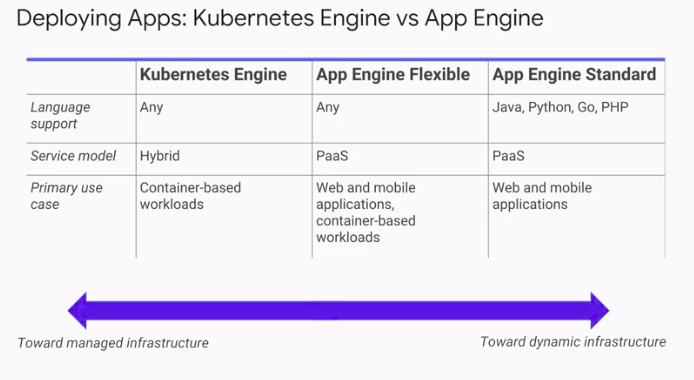 Deploying Apps: Kubernetes Engine vs App Engine
Kubernetes Engine
App Engine Flexible
App Engine Standard
Language
support
Any
Any
Java, Python, Go, PHP
Service model
Hybrid
PaaS
PaaS
Primary use
case
Container-based
workloads
Web and mobile
applications,
container-based
workloads
Web and mobile
applications
Toward managed infrastructure
Toward dynamic infrastructure